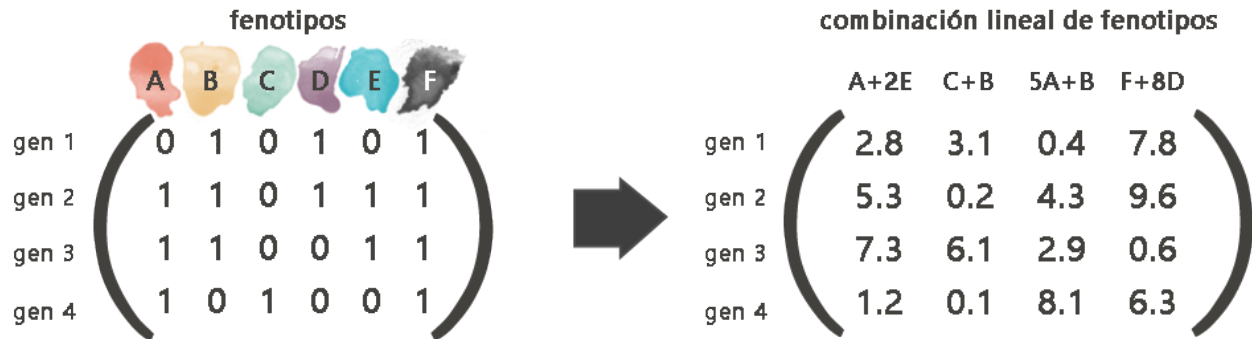 fenotipos
A B C D E F
gen 1 0 1 0 1 0 1
gen 2 1 1 0 1 1 1
gen 3 1 1 0 0 1 1
gen 4 1 0 1 0 0 1
combinación lineal de fenotipos
A+2E C+B 5A+B F+8D
gen 1 2.8 3.1 0.4 7.8
gen 2 5.3 0.2 4.3 9.6
gen 3 7.3 6.1 2.9 0.6
gen 4 1.2 0.1 8.1 6.3